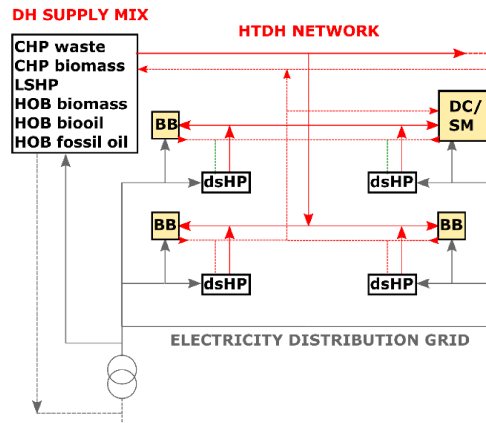 DH SUPPLY MIX
HTDH NETWORK
CHP waste
CHP biomass
LSHP
HOB biomass
HOB biooil
HOB fossil oil
BB
DC/
SM
dsHP
dsHP
BB
BB
dsHP
dsHP
ELECTRICITY DISTRIBUTION GRID